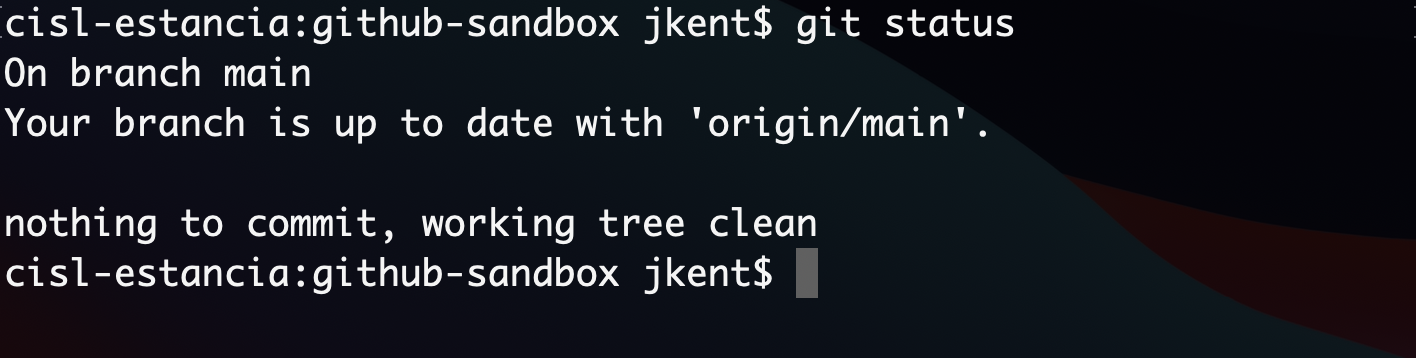 cisl-estancia:github-sandbox jkent$ git status
On branch main
Your branch is up to date with 'origin/main'.
nothing to commit, working tree clean
cisl-estancia:github-sandbox jkent$